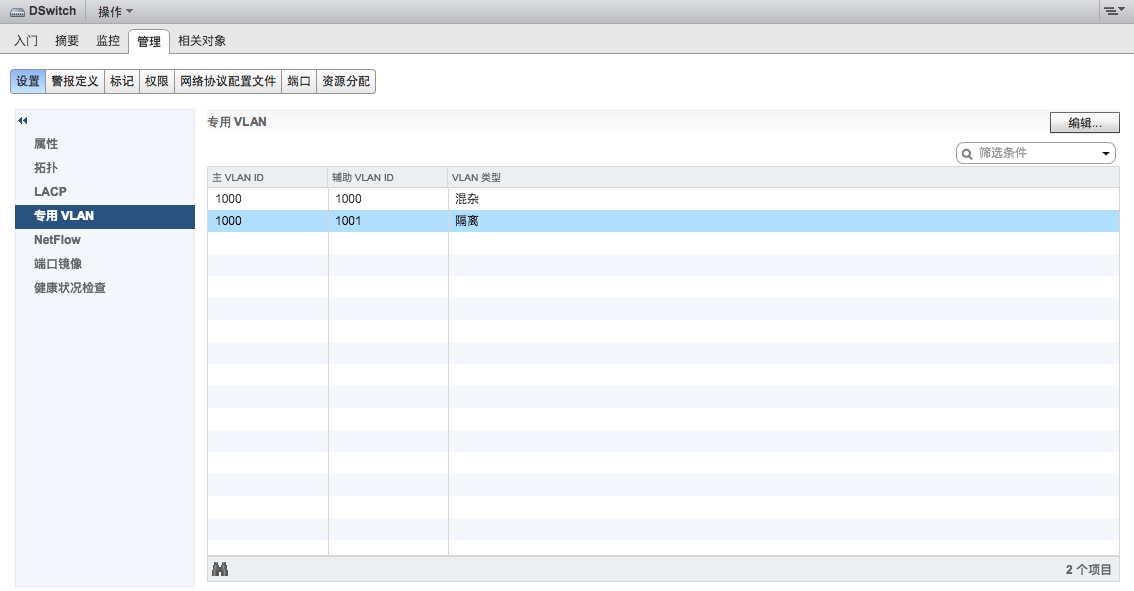 DSwitch 操作
入门 摘要 监控 管理 相关对象
设置 警报定义 标记 权限 网络协议配置文件 端口 资源分配
属性
拓扑
LACP
专用 VLAN
NetFlow
端口镜像
健康状况检查
专用 VLAN 编辑...
筛选条件
主 VLAN ID 辅助 VLAN ID VLAN 类型
1000 1000 混杂
1000 1001 隔离
2 个项目